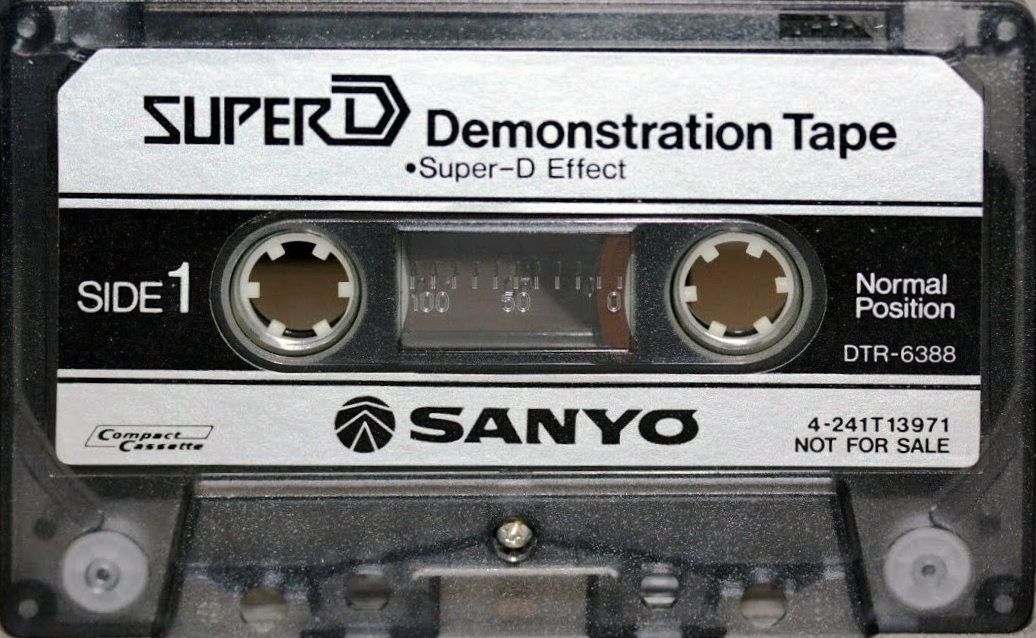 SUPER D Demonstration Tape
•Super-D Effect
SIDE 1
100 50 0
Normal
Position
DTR-6388
Compact
Cassette
SANYO
4-241T13971
NOT FOR SALE